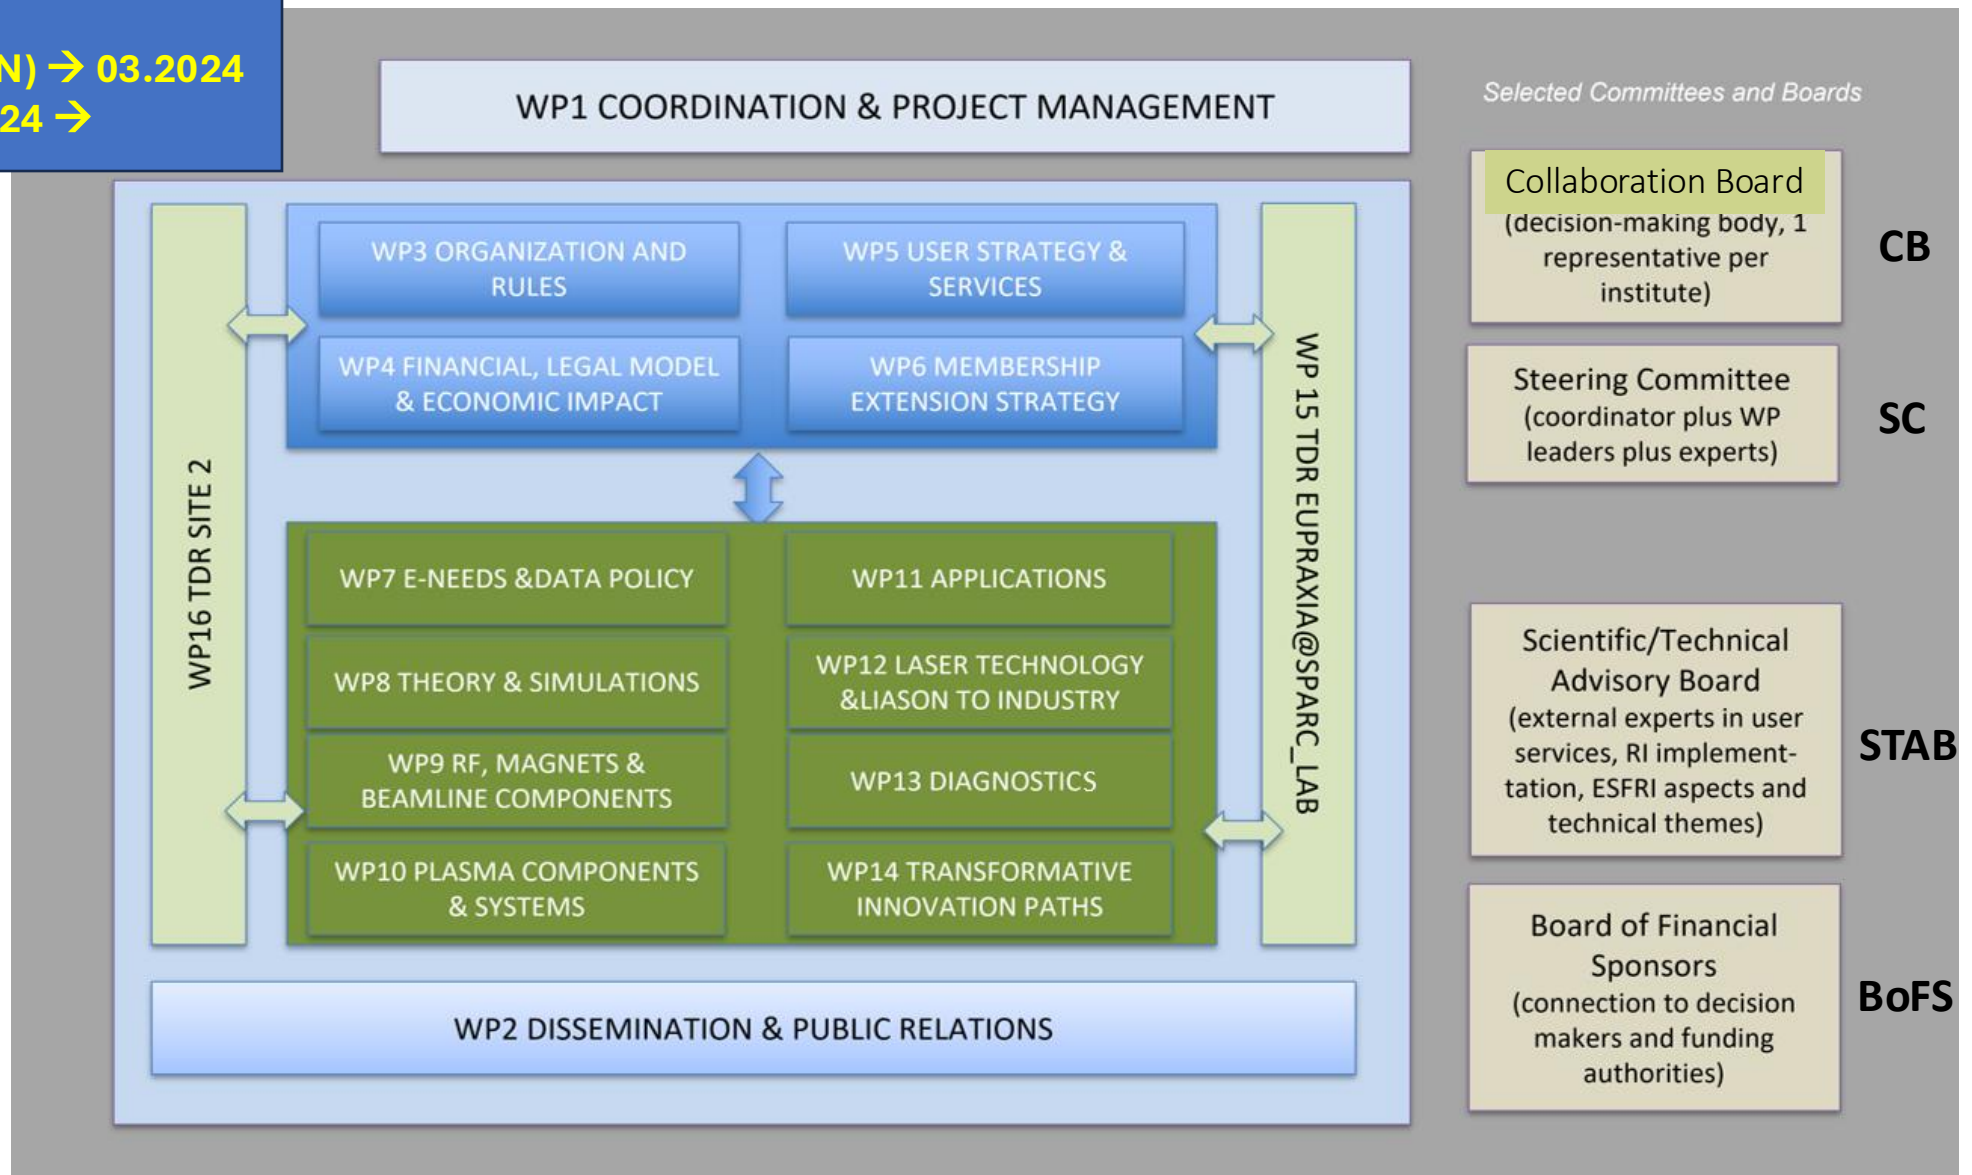 N) → 03.2024
24 →
WP1 COORDINATION & PROJECT MANAGEMENT
Selected Committees and Boards
WP16 TDR SITE 2
WP3 ORGANIZATION AND
RULES
WP5 USER STRATEGY &
SERVICES
WP4 FINANCIAL, LEGAL MODEL
& ECONOMIC IMPACT
WP6 MEMBERSHIP
EXTENSION STRATEGY
WP7 E-NEEDS &DATA POLICY
WP11 APPLICATIONS
WP8 THEORY & SIMULATIONS
WP12 LASER TECHNOLOGY
&LIASON TO INDUSTRY
WP9 RF, MAGNETS &
BEAMLINE COMPONENTS
WP13 DIAGNOSTICS
WP10 PLASMA COMPONENTS
& SYSTEMS
WP14 TRANSFORMATIVE
INNOVATION PATHS
WP 15 TDR EUPRAXIA@SPARC_LAB
WP2 DISSEMINATION & PUBLIC RELATIONS
Collaboration Board
(decision-making body, 1
representative per
institute)
CB
Steering Committee
(coordinator plus WP
leaders plus experts)
SC
Scientific/Technical
Advisory Board
(external experts in user
services, RI implement-
tation, ESFRI aspects and
technical themes)
STAB
Board of Financial
Sponsors
(connection to decision
makers and funding
authorities)
BoFS